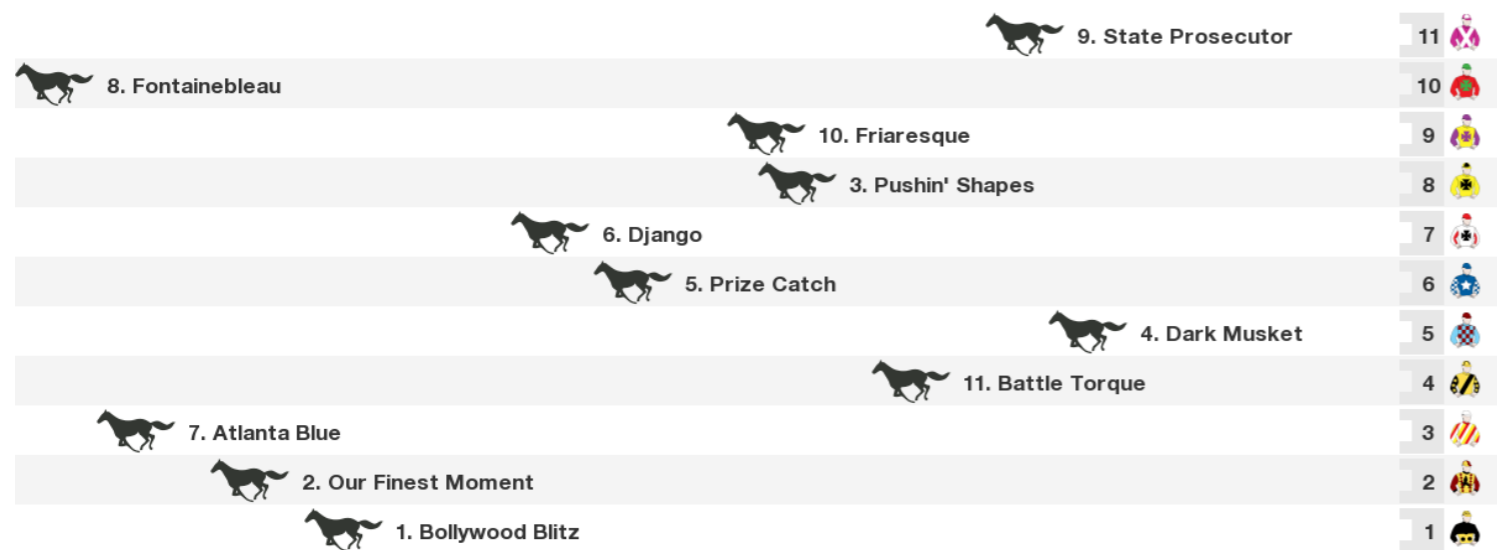 9. State Prosecutor 11
8. Fontainebleau 10
10. Friaresque 9
3. Pushin' Shapes 8
6. Django 7
5. Prize Catch 6
4. Dark Musket 5
11. Battle Torque 4
7. Atlanta Blue 3
2. Our Finest Moment 2
1. Bollywood Blitz 1